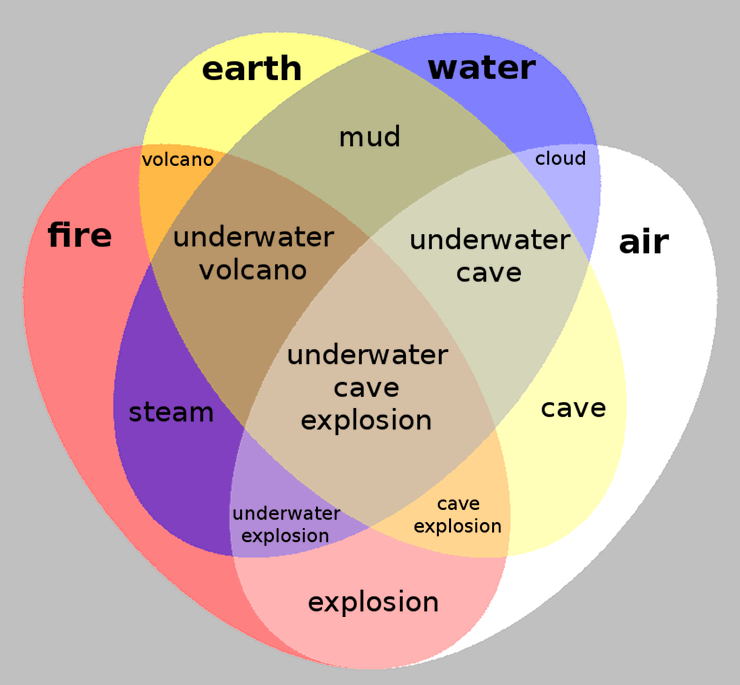 earth
water
mud
volcano
cloud
fire
underwater
volcano
underwater
cave
air
underwater
cave
explosion
steam
cave
underwater
explosion
cave
explosion
explosion